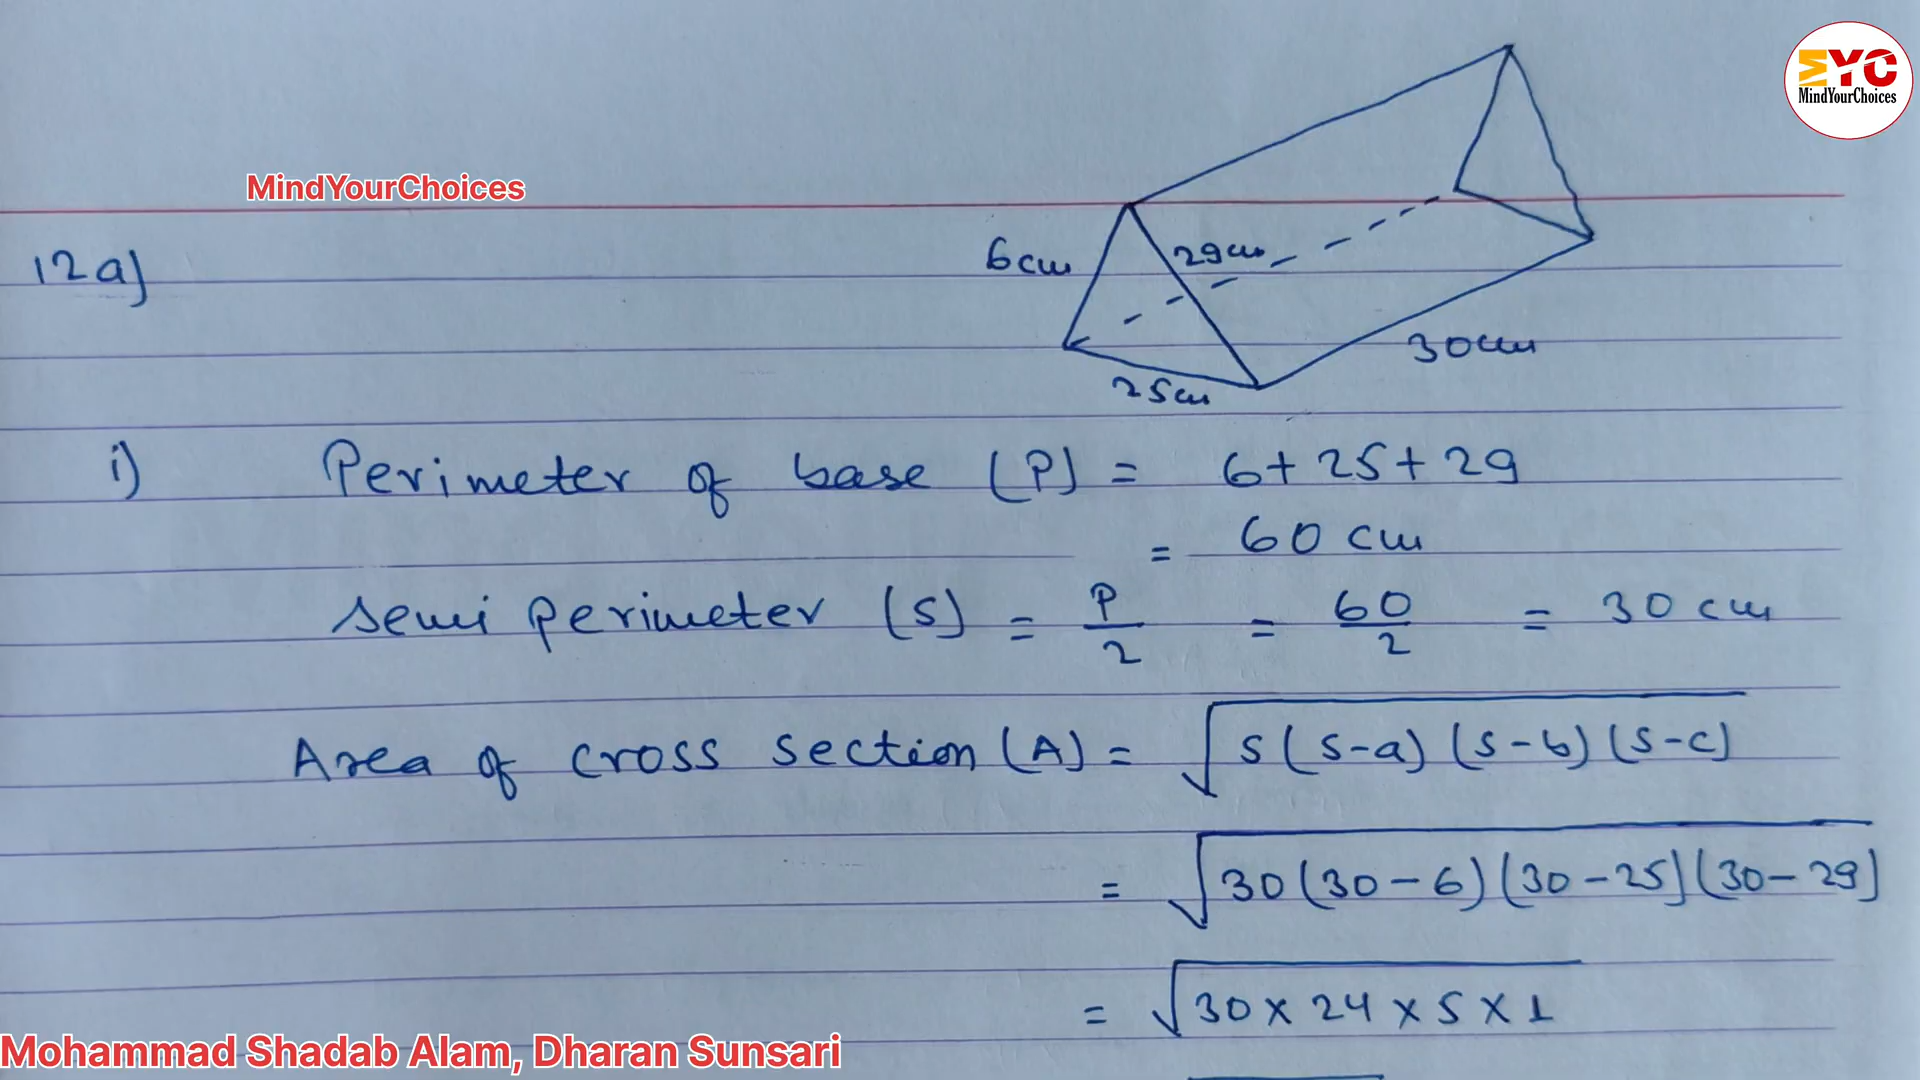 MYC
MindYourChoices
MindYourChoices
12a)
6cm
29cm
30cm
25cm
i) Perimeter of base (P) = 6+25+29
= 60 cm
Semi perimeter (S) = P/2 = 60/2 = 30 cm
Area of cross section (A) = √S(S-a)(S-b)(S-c)
= √30(30-6)(30-25)(30-29)
= √30×24×5×1
Mohammad Shadab Alam, Dharan Sunsari